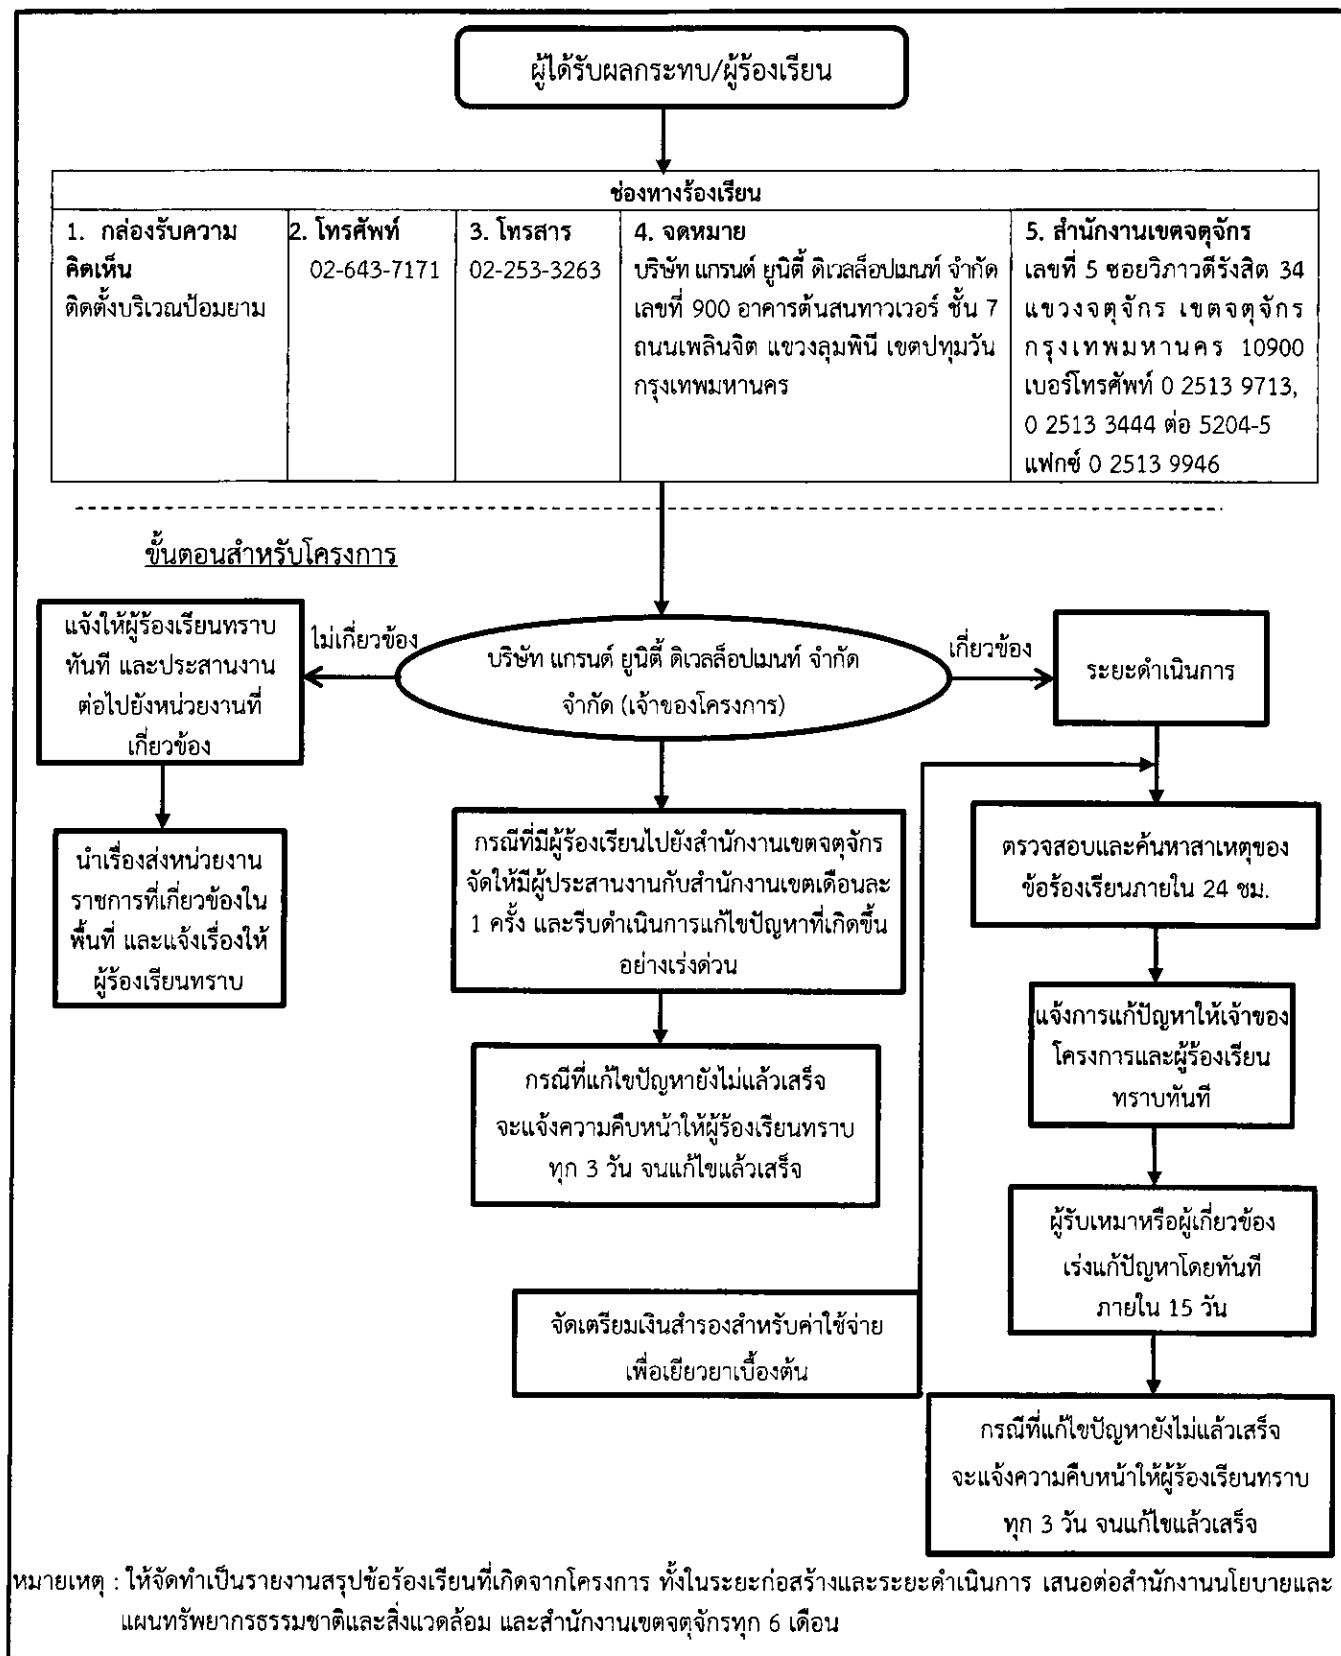 ผู้ได้รับผลกระทบ/ผู้ร้องเรียน
ช่องทางร้องเรียน
1. กล่องรับความ
คิดเห็น
ติดตั้งบริเวณป้อมยาม
2. โทรศัพท์
02-643-7171
3. โทรสาร
02-253-3263
4. จดหมาย
บริษัท แกรนด์ ยูนิตี้ ดิเวลล็อปเมนท์ จำกัด
เลขที่ 900 อาคารต้นสนทาวเวอร์ ชั้น 7
ถนนเพลินจิต แขวงลุมพินี เขตปทุมวัน
กรุงเทพมหานคร
5. สำนักงานเขตจตุจักร
เลขที่ 5 ซอยวิภาวดีรังสิต 34
แขวงจตุจักร เขตจตุจักร
กรุงเทพมหานคร 10900
เบอร์โทรศัพท์ 0 2513 9713,
0 2513 3444 ต่อ 5204-5
แฟกซ์ 0 2513 9946
ขั้นตอนสำหรับโครงการ
แจ้งให้ผู้ร้องเรียนทราบ
ทันที และประสานงาน
ต่อไปยังหน่วยงานที่
เกี่ยวข้อง
ไม่เกี่ยวข้อง
บริษัท แกรนด์ ยูนิตี้ ดิเวลล็อปเมนท์ จำกัด
จำกัด (เจ้าของโครงการ)
เกี่ยวข้อง
ระยะดำเนินการ
นำเรื่องส่งหน่วยงาน
ราชการที่เกี่ยวข้องใน
พื้นที่ และแจ้งเรื่องให้
ผู้ร้องเรียนทราบ
กรณีที่มีผู้ร้องเรียนไปยังสำนักงานเขตจตุจักร
จัดให้มีผู้ประสานงานกับสำนักงานเขตเดือนละ
1 ครั้ง และรีบดำเนินการแก้ไขปัญหาที่เกิดขึ้น
อย่างเร่งด่วน
ตรวจสอบและค้นหาสาเหตุของ
ข้อร้องเรียนภายใน 24 ชม.
แจ้งการแก้ปัญหาให้เจ้าของ
โครงการและผู้ร้องเรียน
ทราบทันที
กรณีที่แก้ไขปัญหายังไม่แล้วเสร็จ
จะแจ้งความคืบหน้าให้ผู้ร้องเรียนทราบ
ทุก 3 วัน จนแก้ไขแล้วเสร็จ
ผู้รับเหมาหรือผู้เกี่ยวข้อง
เร่งแก้ปัญหาโดยทันที
ภายใน 15 วัน
จัดเตรียมเงินสำรองสำหรับค่าใช้จ่าย
เพื่อเยียวยาเบื้องต้น
กรณีที่แก้ไขปัญหายังไม่แล้วเสร็จ
จะแจ้งความคืบหน้าให้ผู้ร้องเรียนทราบ
ทุก 3 วัน จนแก้ไขแล้วเสร็จ
หมายเหตุ : ให้จัดทำเป็นรายงานสรุปข้อร้องเรียนที่เกิดจากโครงการ ทั้งในระยะก่อสร้างและระยะดำเนินการ เสนอต่อสำนักงานนโยบายและ
แผนทรัพยากรธรรมชาติและสิ่งแวดล้อม และสำนักงานเขตจตุจักรทุก 6 เดือน